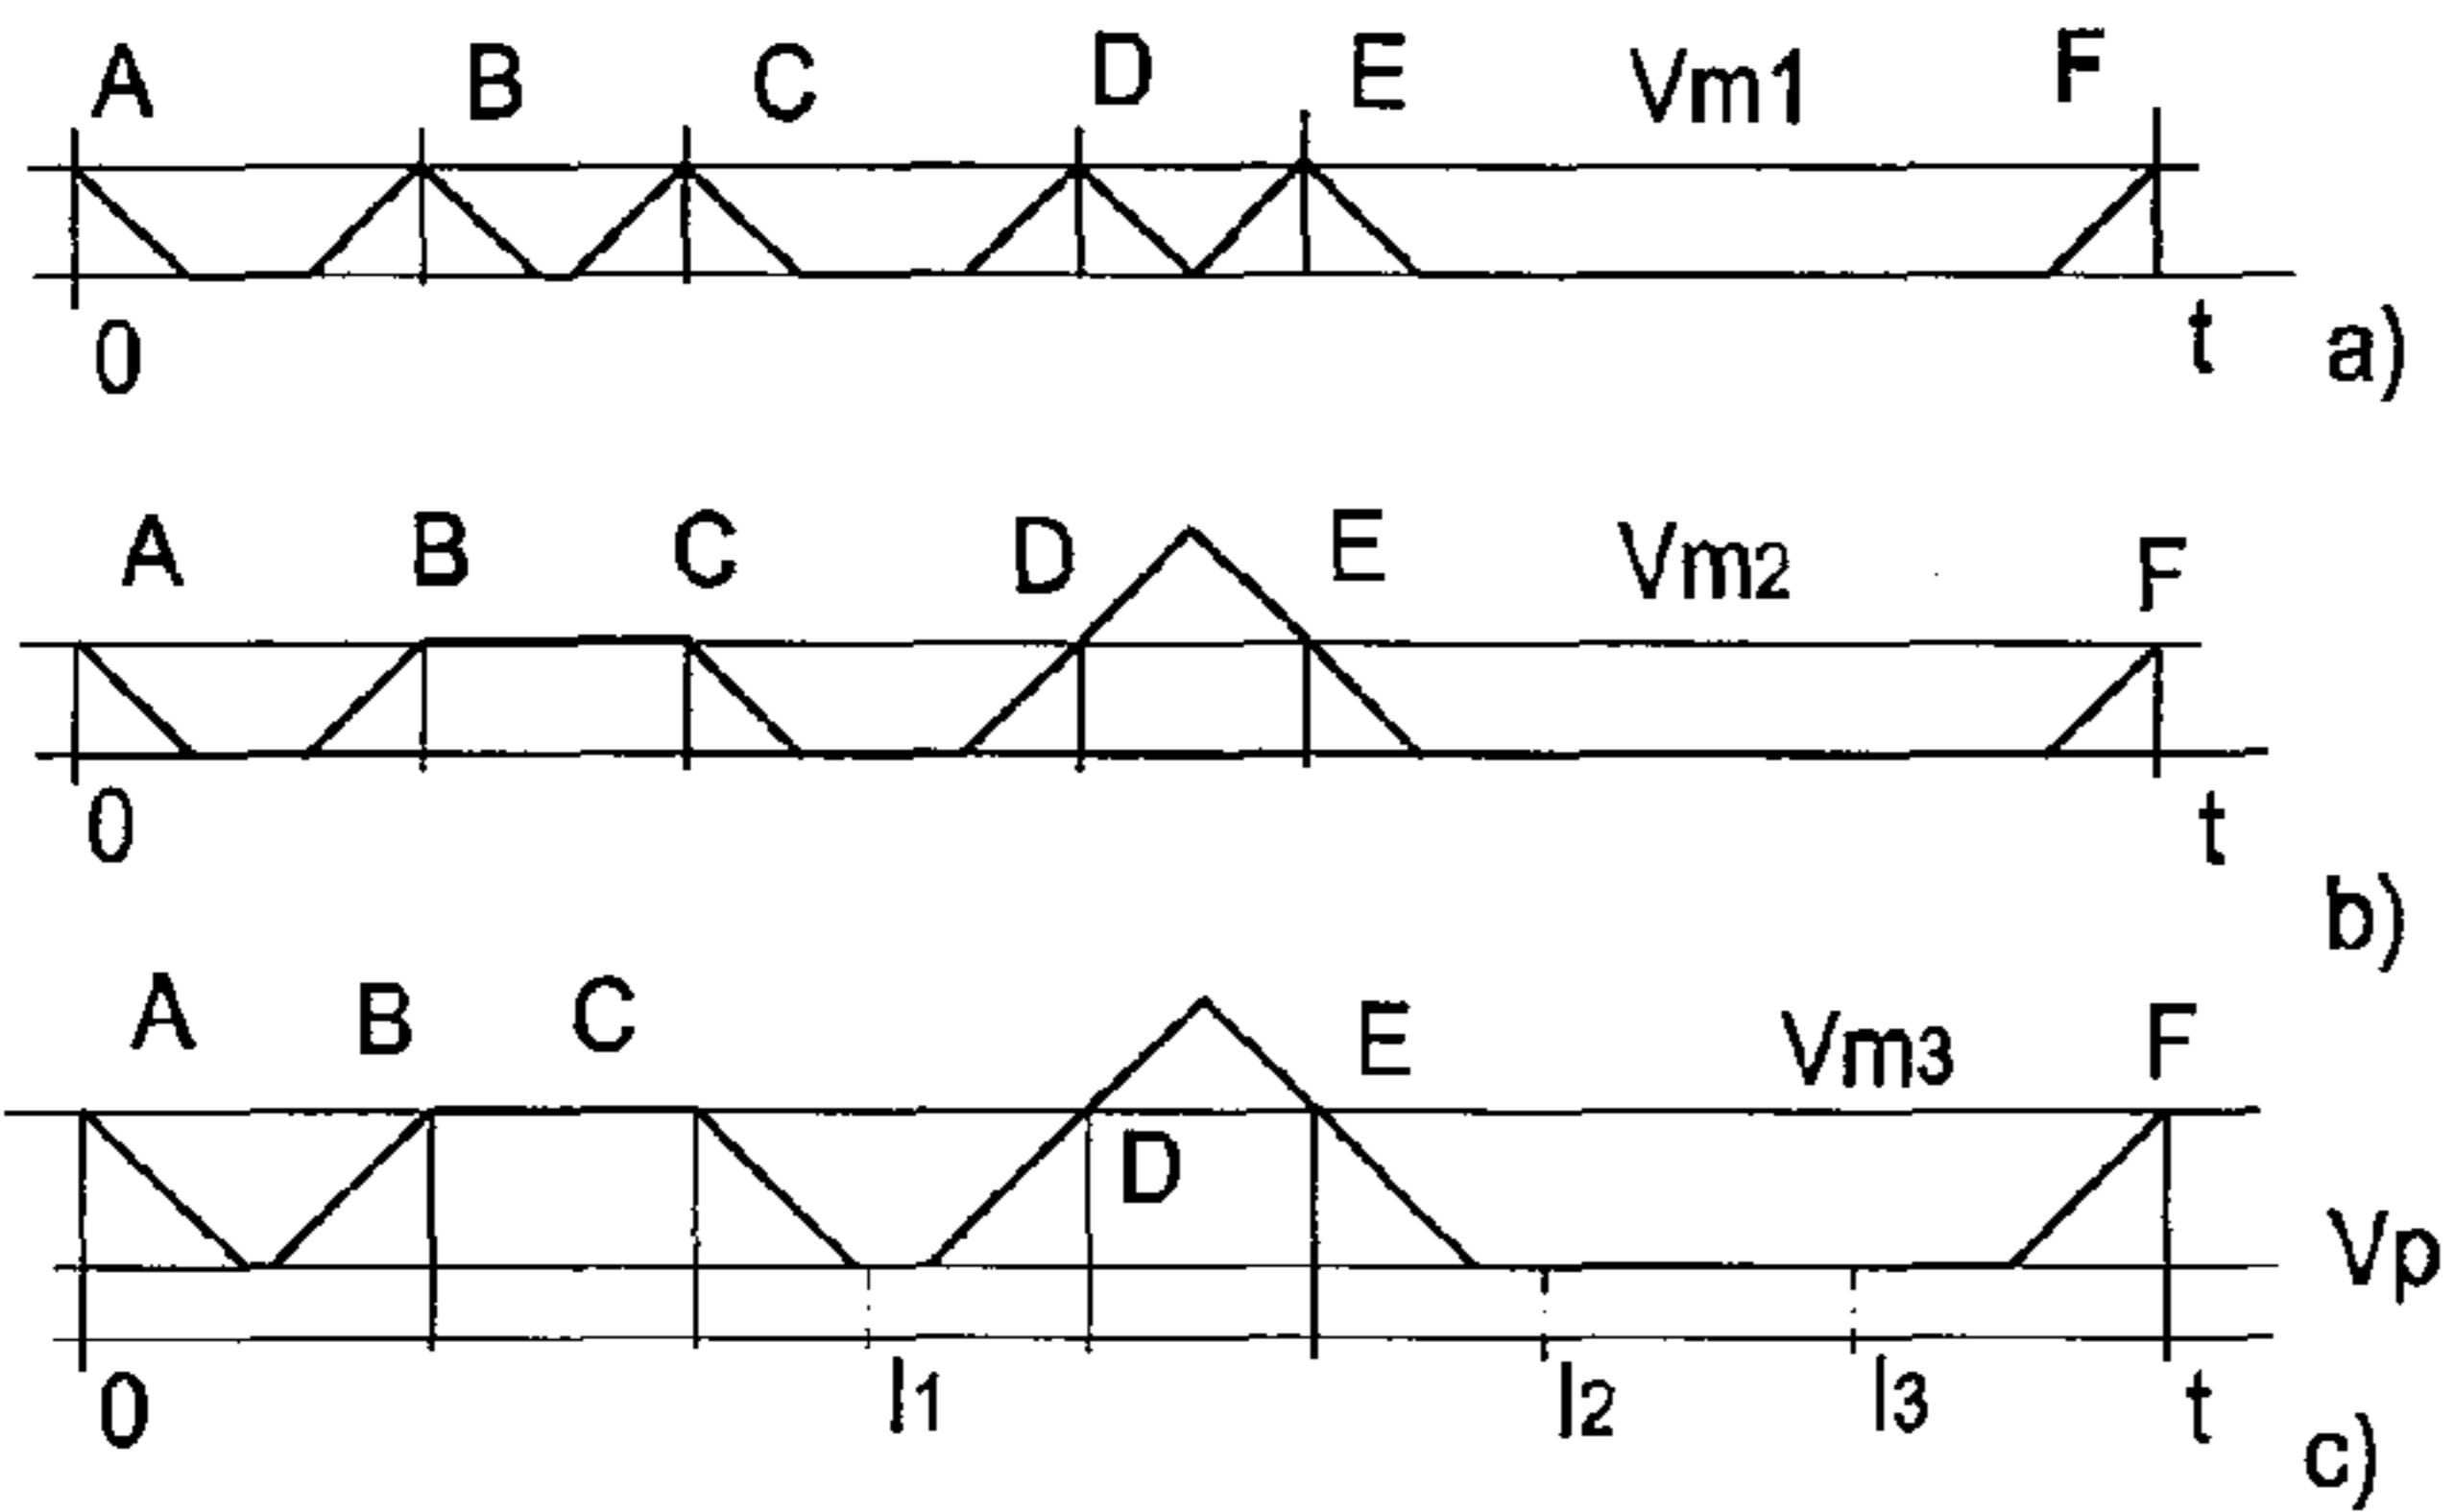 A B C D E Vm1 F
0 t a)
A B C D E Vm2 F
0 t
b)
A B C E Vm3 F
D
Vp
0 l1 l2 l3 t
c)